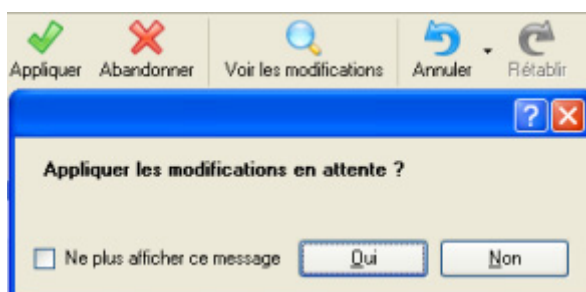 Appliquer Abandonner Voir les modifications Annuler Rétablir
?
Appliquer les modifications en attente ?
Ne plus afficher ce message Oui Non